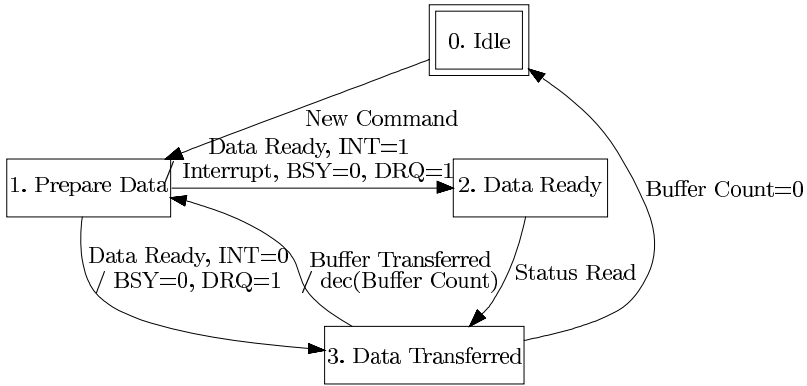 0. Idle
New Command
Data Ready, INT=1
/ Interrupt, BSY=0, DRQ=1
1. Prepare Data
2. Data Ready
Buffer Count=0
Data Ready, INT=0
/ BSY=0, DRQ=1
Buffer Transferred
/ dec(Buffer Count)
Status Read
3. Data Transferred